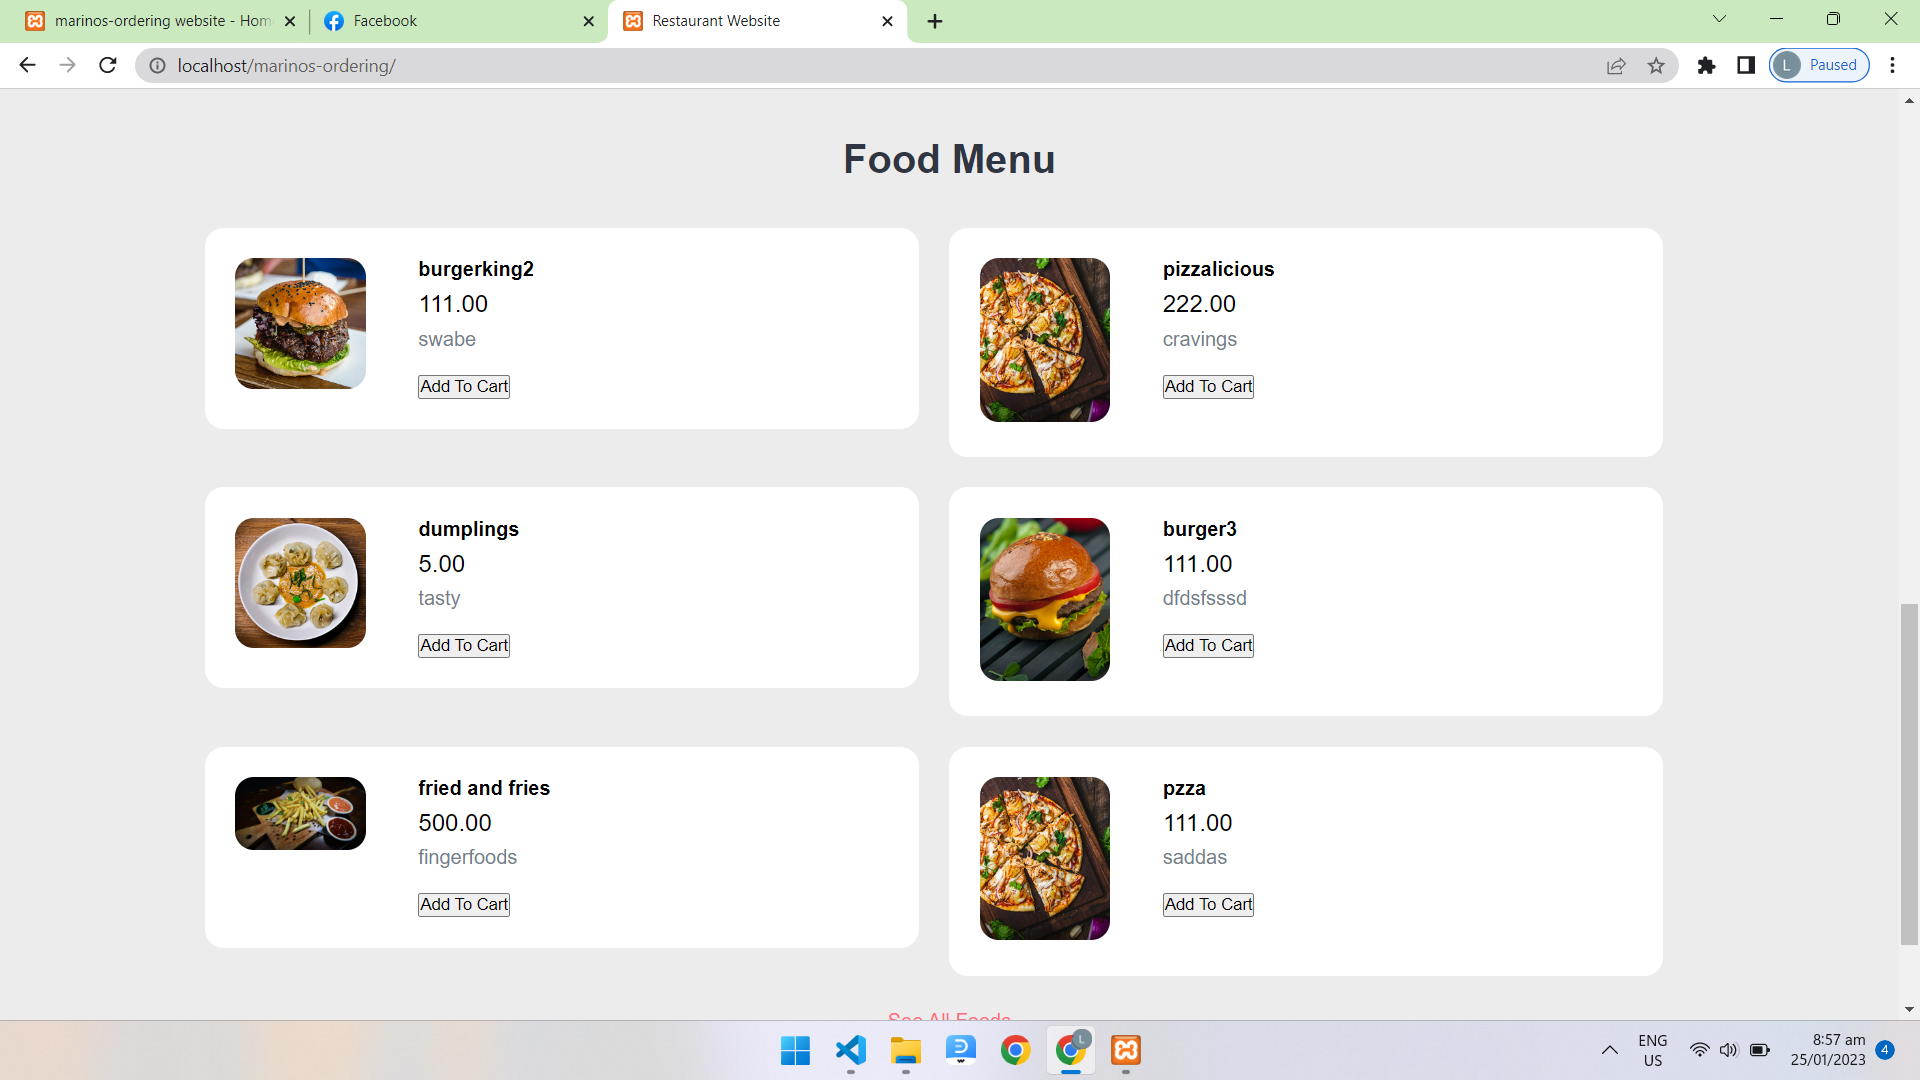 marinos-ordering website - Hom
Facebook
Restaurant Website
localhost/marinos-ordering/
L
Paused
Food Menu
burgerking2
111.00
swabe
Add To Cart
pizzalicious
222.00
cravings
Add To Cart
dumplings
5.00
tasty
Add To Cart
burger3
111.00
dfdsfsssd
Add To Cart
fried and fries
500.00
fingerfoods
Add To Cart
pzza
111.00
saddas
Add To Cart
See All Foods
L
ENG
US
8:57 am
25/01/2023
4